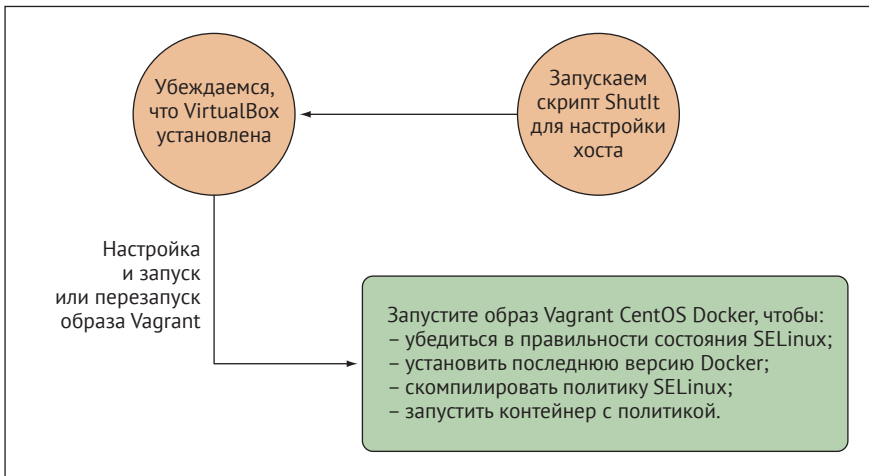 Убеждаемся,
что VirtualBox
установлена
Запускаем
скрипт ShutIt
для настройки
хоста
Настройка
и запуск
или перезапуск
образа Vagrant
Запустите образ Vagrant CentOS Docker, чтобы:
– убедиться в правильности состояния SELinux;
– установить последнюю версию Docker;
– скомпилировать политику SELinux;
– запустить контейнер с политикой.